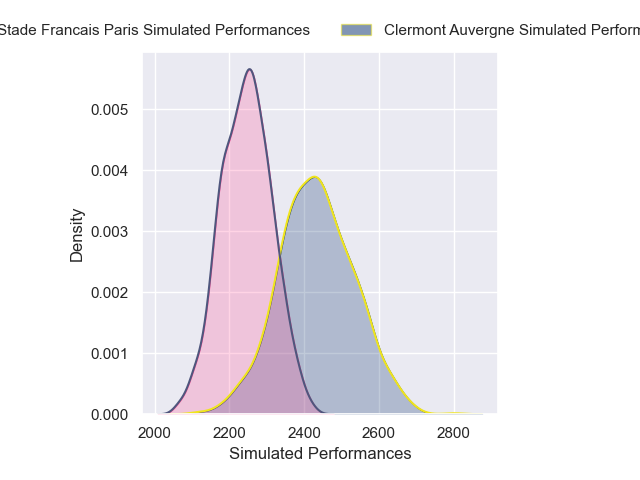 Stade Francais Paris Simulated Performances Clermont Auvergne Simulated Perform
0.005
0.004
0.003
0.002
0.001
0.000
Density
2000 2200 2400 2600 2800
Simulated Performances